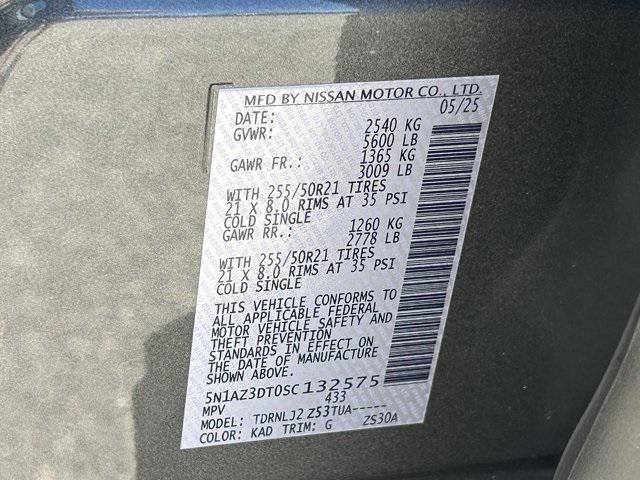 MFD BY NISSAN MOTOR CO., LTD.
DATE: 05/25
GVWR: 2540 KG
5600 LB
GAWR FR.: 1365 KG
3009 LB
WITH 255/50R21 TIRES
21 X 8.0 RIMS AT 35 PSI
COLD SINGLE
GAWR RR.: 1260 KG
2778 LB
WITH 255/50R21 TIRES
21 X 8.0 RIMS AT 35 PSI
COLD SINGLE
THIS VEHICLE CONFORMS TO
ALL APPLICABLE FEDERAL
MOTOR VEHICLE SAFETY AND
THEFT PREVENTION
STANDARDS IN EFFECT ON
THE DATE OF MANUFACTURE
SHOWN ABOVE.
5N1AZ3DT0SC132575
MPV 433
MODEL: TDRNLJ2 Z53TUA-----
COLOR: KAD TRIM: G ZS30A